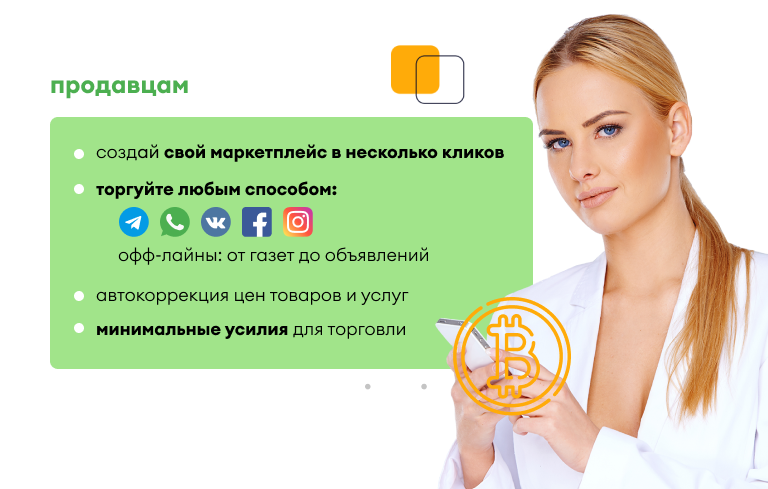 продавцам
создай свой маркетплейс в несколько кликов
торгуйте любым способом:
офф-лайны: от газет до объявлений
автокоррекция цен товаров и услуг
минимальные усилия для торговли